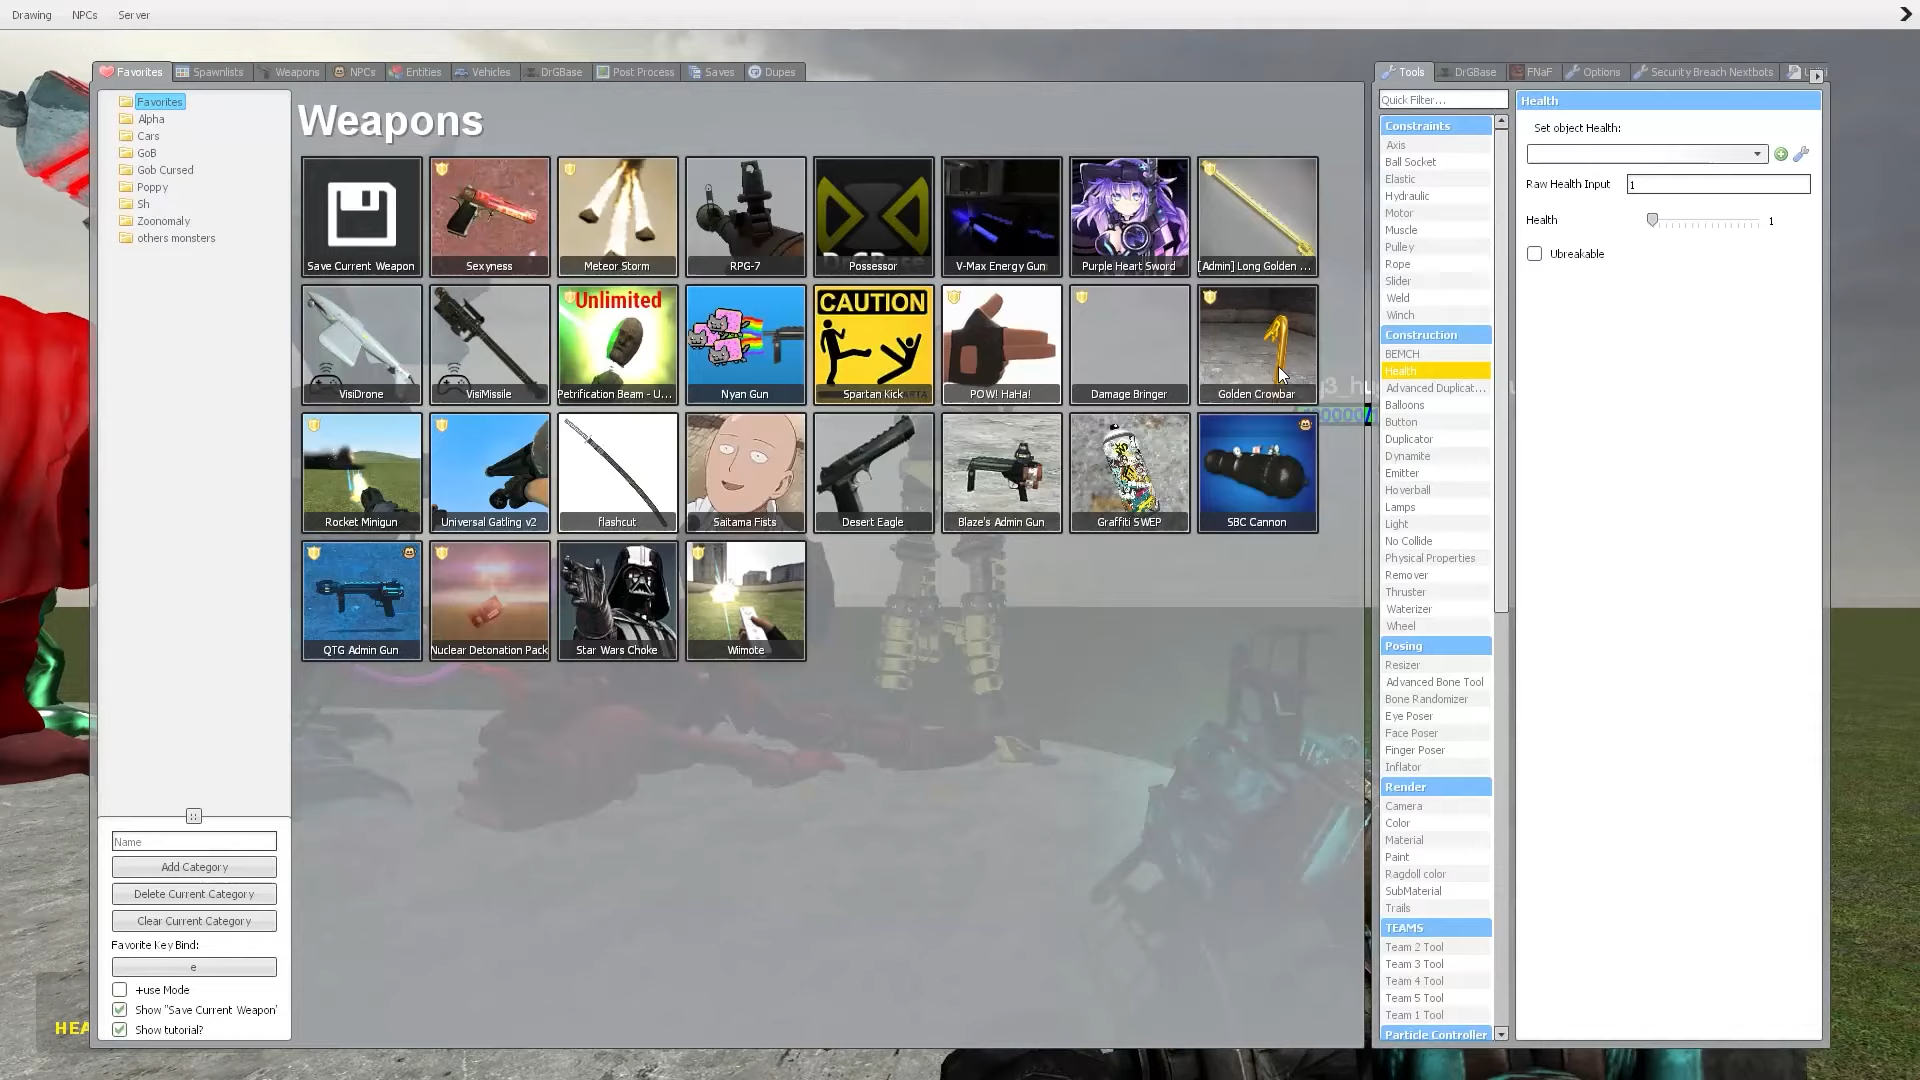 Drawing NPCs Server
Favorites Spawnlists Weapons NPCs Entities Vehicles DrGBase Post Process Saves Dupes
Tools DrGBase FNaF Options Security Breach Nextbots
Favorites
Alpha
Cars
GoB
Gob Cursed
Poppy
Sh
Zoonomaly
others monsters
Name
Add Category
Delete Current Category
Clear Current Category
Favorite Key Bind:
e
+use Mode
Show "Save Current Weapon"
Show tutorial?
HEA
Weapons
Save Current Weapon Sexyness Meteor Storm RPG-7 Possessor V-Max Energy Gun Purple Heart Sword [Admin] Long Golden ...
Unlimited
CAUTION
VisiDrone VisiMissile Petrification Beam - U... Nyan Gun Spartan Kick POW! HaHa! Damage Bringer Golden Crowbar
Rocket Minigun Universal Gatling v2 flashcut Saitama Fists Desert Eagle Blaze's Admin Gun Graffiti SWEP SBC Cannon
QTG Admin Gun Nuclear Detonation Pack Star Wars Choke Wiimote
Quick Filter...
Constraints
Axis
Ball Socket
Elastic
Hydraulic
Motor
Muscle
Pulley
Rope
Slider
Weld
Winch
Construction
BEMCH
Health
Advanced Duplicat...
Balloons
Button
Duplicator
Dynamite
Emitter
Hoverball
Lamps
Light
No Collide
Physical Properties
Remover
Thruster
Waterizer
Wheel
Posing
Resizer
Advanced Bone Tool
Bone Randomizer
Eye Poser
Face Poser
Finger Poser
Inflator
Render
Camera
Color
Material
Paint
Ragdoll color
SubMaterial
Trails
TEAMS
Team 2 Tool
Team 3 Tool
Team 4 Tool
Team 5 Tool
Team 1 Tool
Particle Controller
Health
Set object Health:
Raw Health Input 1
Health 1
Ubreakable